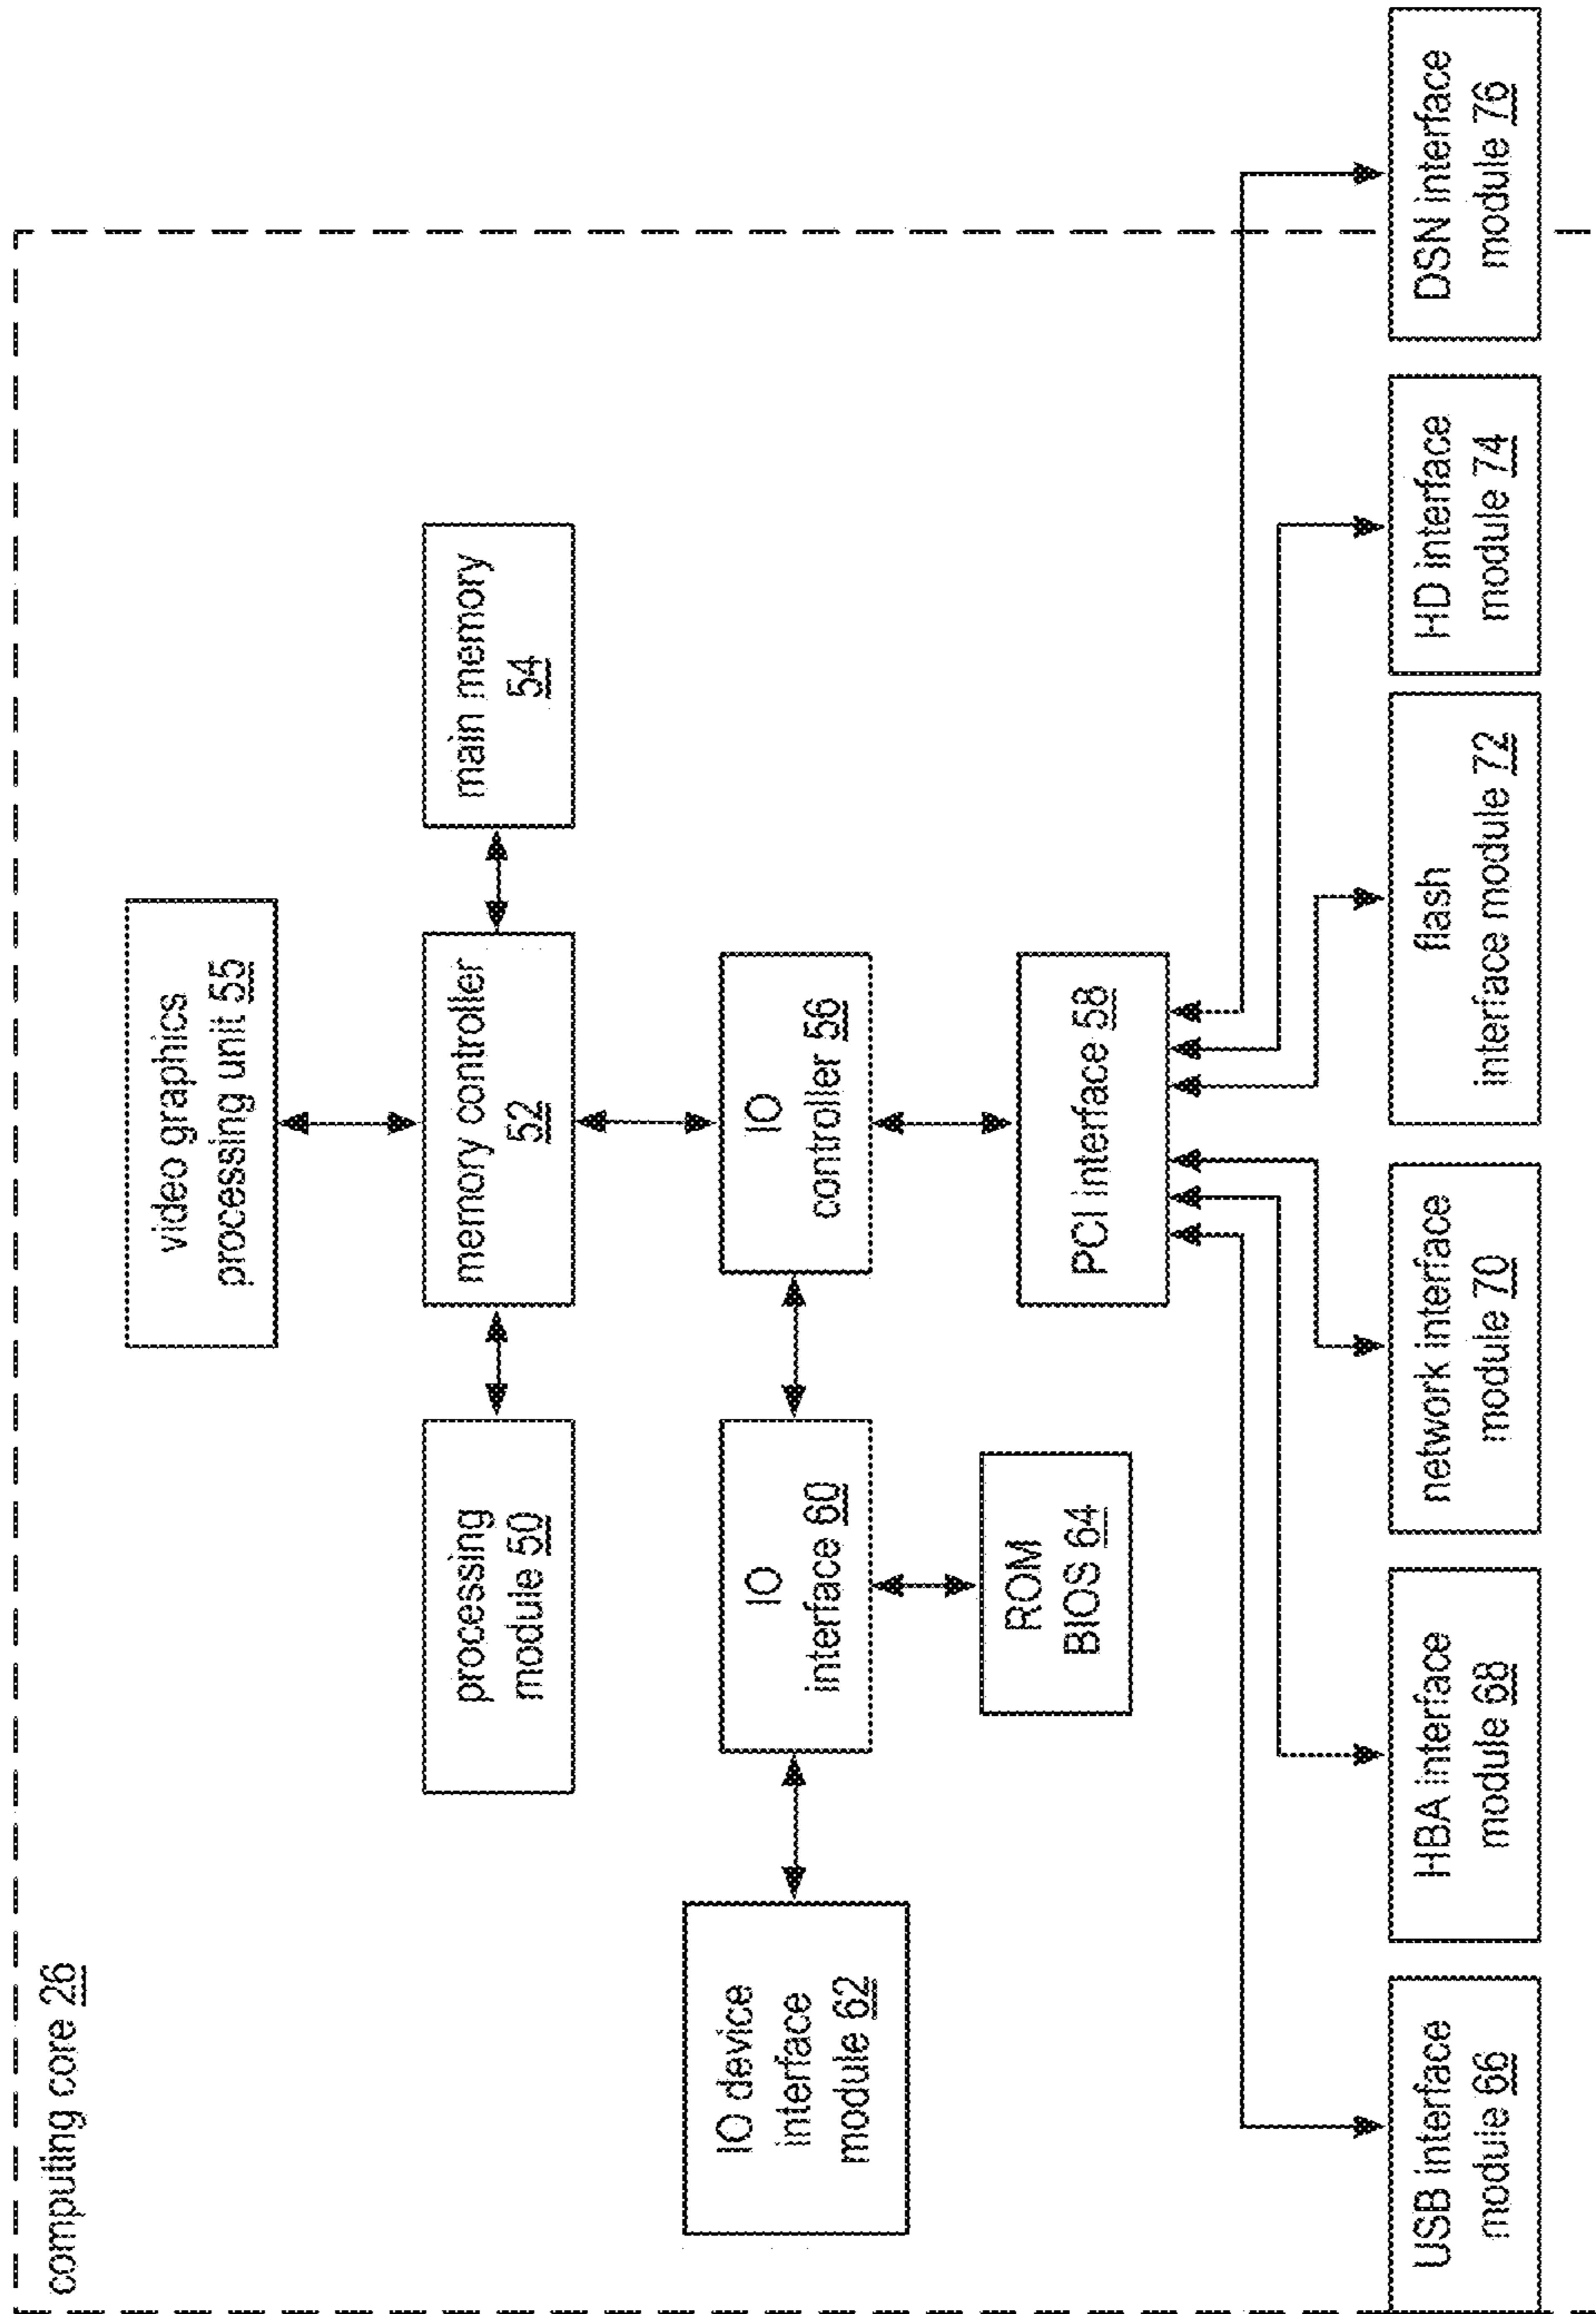 computing core 26
video graphics
processing unit 55
processing
module 50
memory controller
52
main memory
54
IO device
interface
module 62
IO
interface 60
IO
controller 56
ROM
BIOS 64
PCI interface 58
USB interface
module 66
HBA interface
module 68
network interface
module 70
flash
interface module 72
HD interface
module 74
DSN interface
module 76